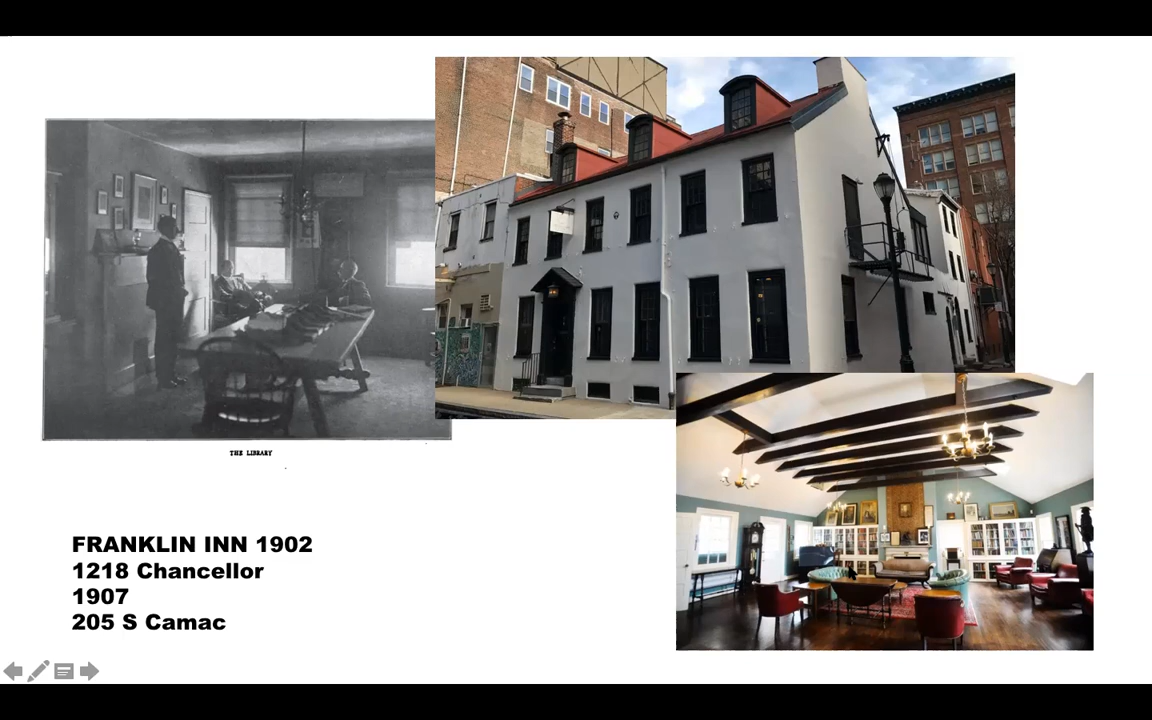 THE LIBRARY
FRANKLIN INN 1902
1218 Chancellor
1907
205 S Camac